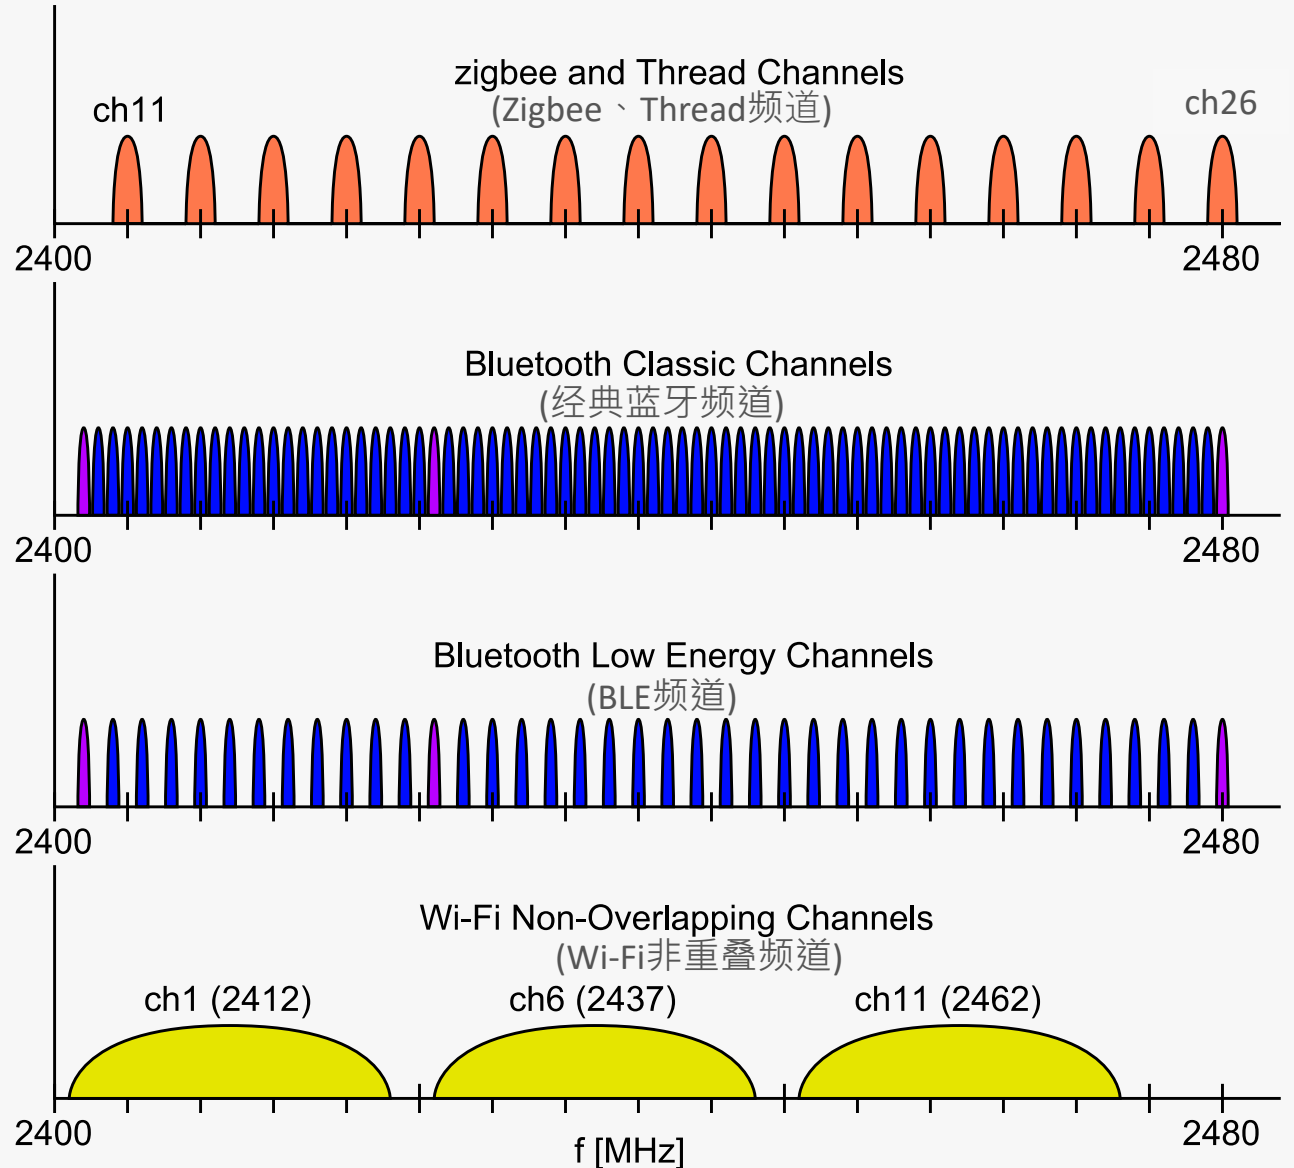 zigbee and Thread Channels
(Zigbee、Thread频道)
ch11
ch26
2400
2480
Bluetooth Classic Channels
(经典蓝牙频道)
2400
2480
Bluetooth Low Energy Channels
(BLE频道)
2400
2480
Wi-Fi Non-Overlapping Channels
(Wi-Fi非重叠频道)
ch1 (2412)
ch6 (2437)
ch11 (2462)
2400
2480
f [MHz]